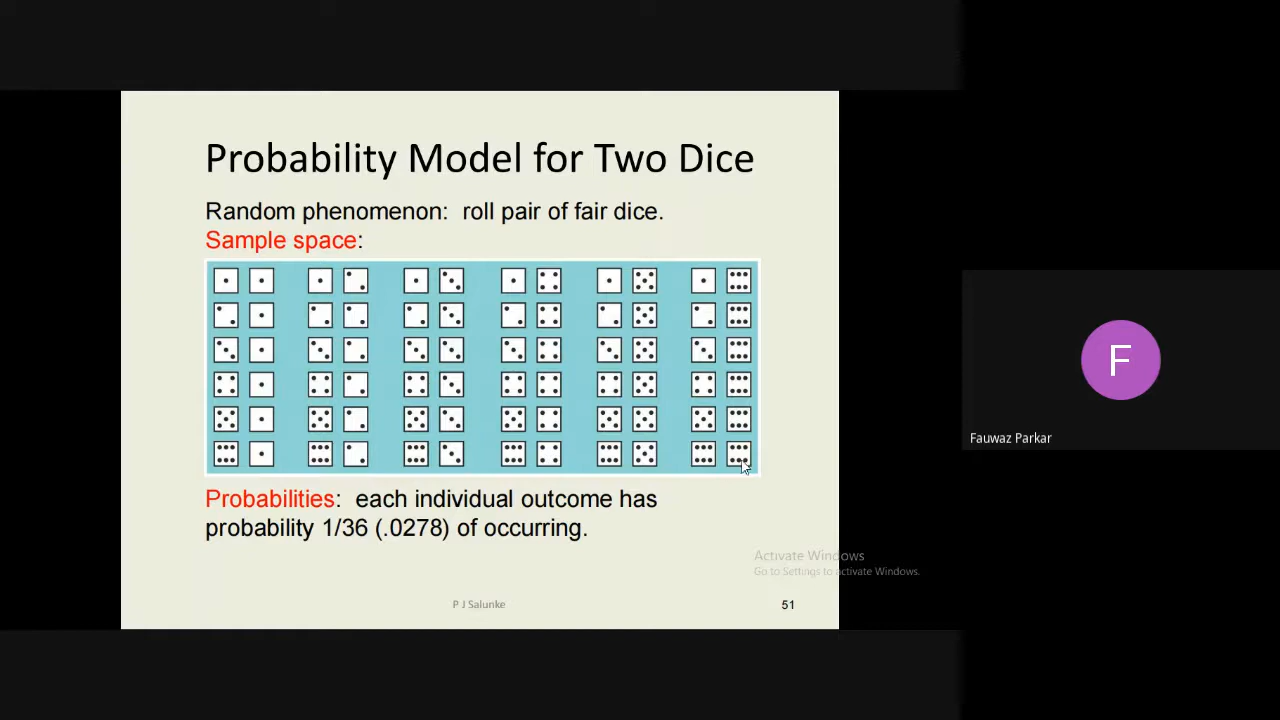 Probability Model for Two Dice
Random phenomenon:  roll pair of fair dice.
Sample space:
Probabilities:  each individual outcome has
probability 1/36 (.0278) of occurring.
Activate Windows
Go to Settings to activate Windows.
P J Salunke
51
F
Fauwaz Parkar